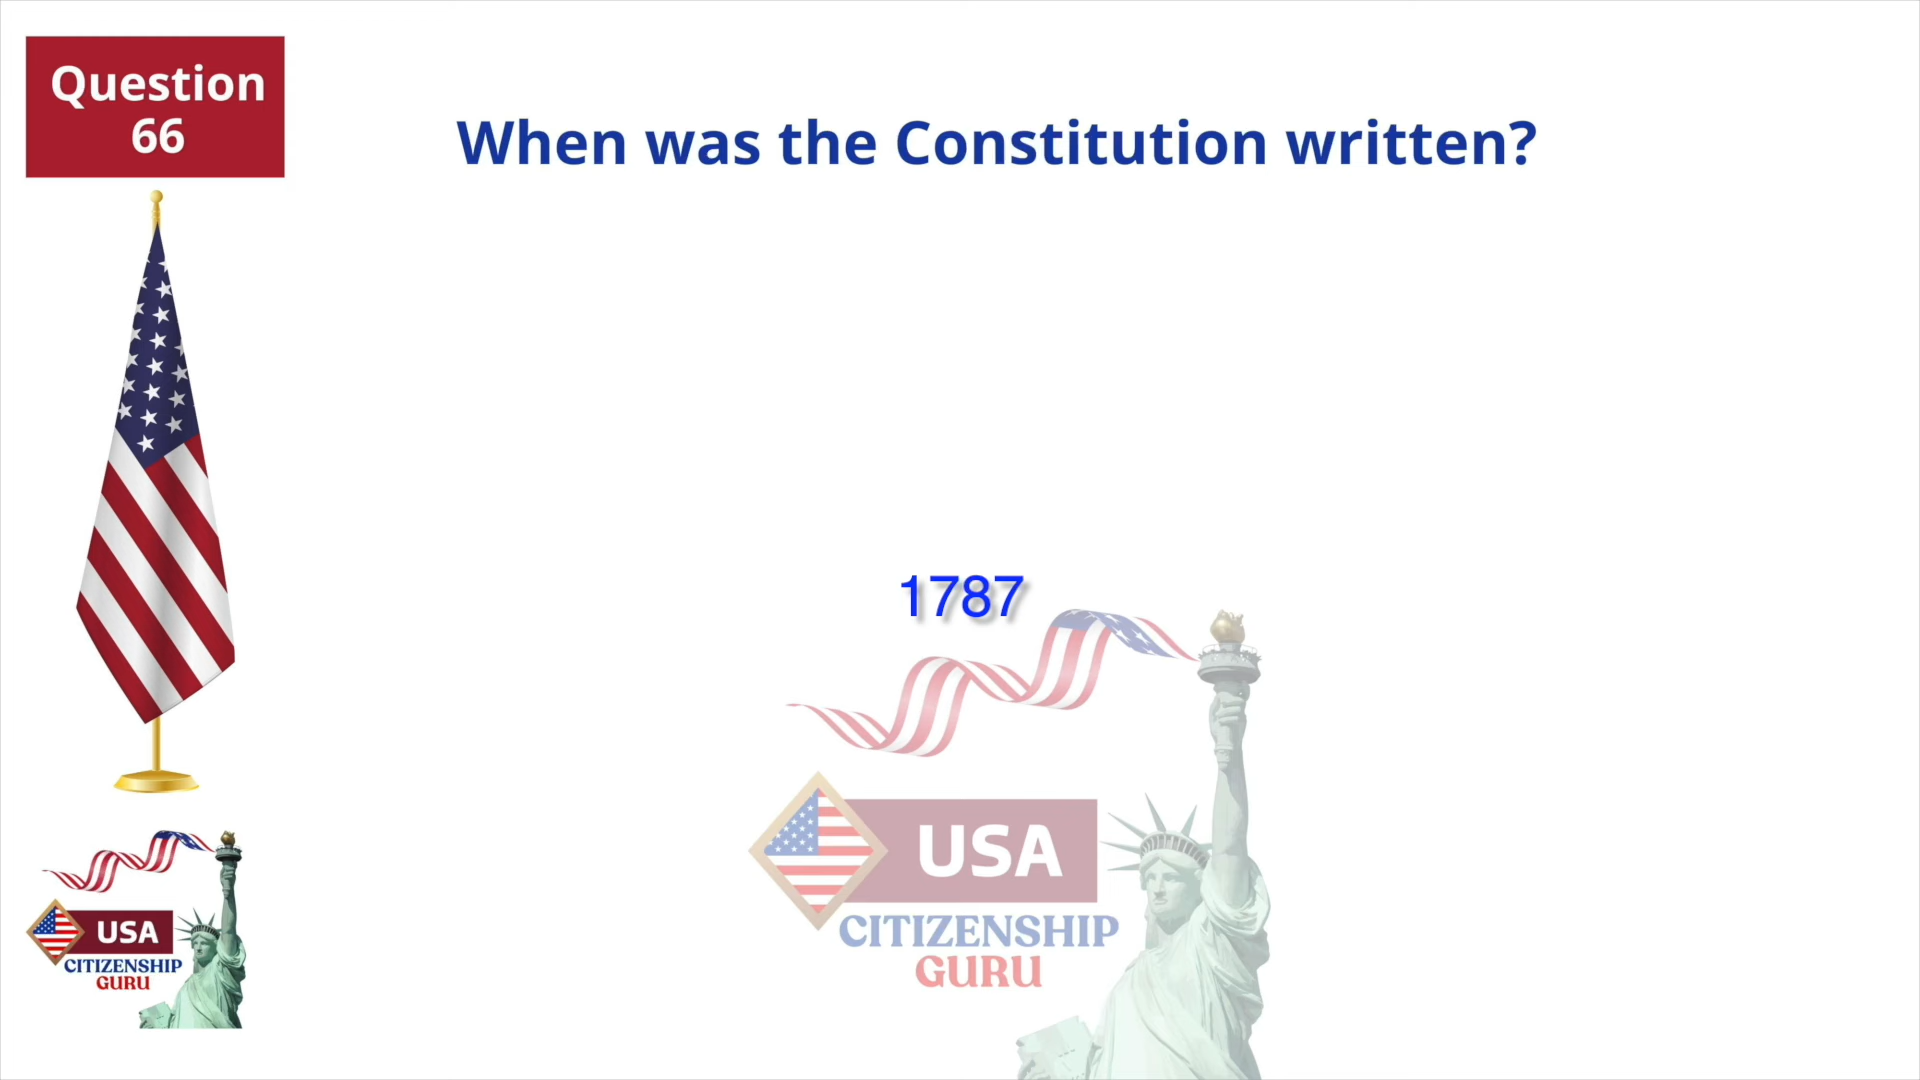 Question
66
When was the Constitution written?
1787
USA
CITIZENSHIP
GURU
USA
CITIZENSHIP
GURU